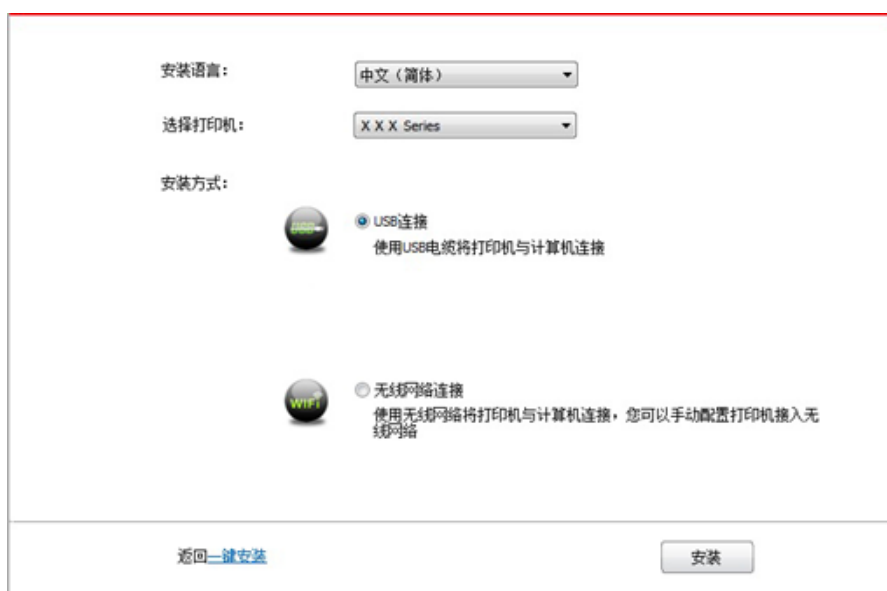 安装语言：
中文（简体）
选择打印机：
X X X Series
安装方式：
USB
USB连接
使用USB电缆将打印机与计算机连接
WiFi
无线网络连接
使用无线网络将打印机与计算机连接，您可以手动配置打印机接入无
线网络
返回一键安装
安装